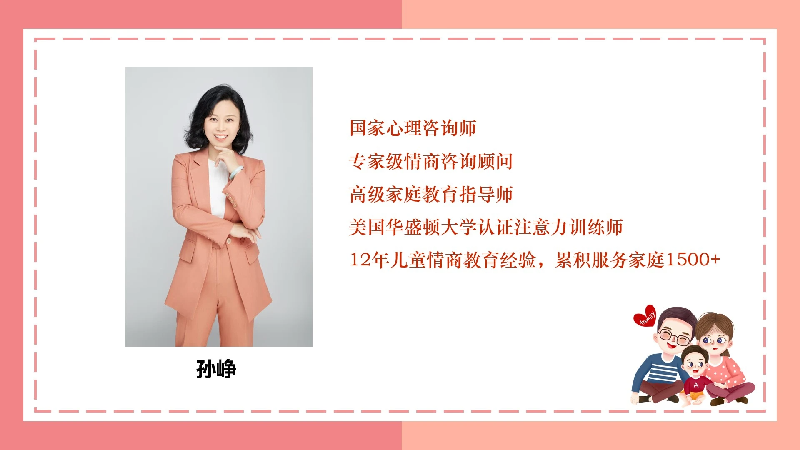 国家心理咨询师
专家级情商咨询顾问
高级家庭教育指导师
美国华盛顿大学认证注意力训练师
12年儿童情商教育经验，累积服务家庭1500+
孙峥